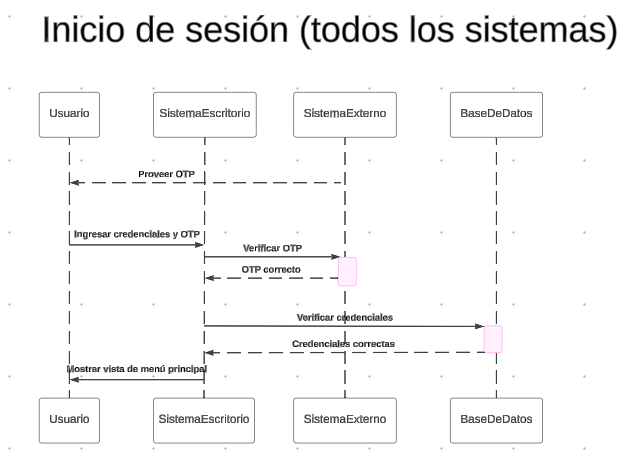 Inicio de sesión (todos los sistemas)
Usuario SistemaEscritorio SistemaExterno BaseDeDatos
Proveer OTP
Ingresar credenciales y OTP
Verificar OTP
OTP correcto
Verificar credenciales
Credenciales correctas
Mostrar vista de menú principal
Usuario SistemaEscritorio SistemaExterno BaseDeDatos